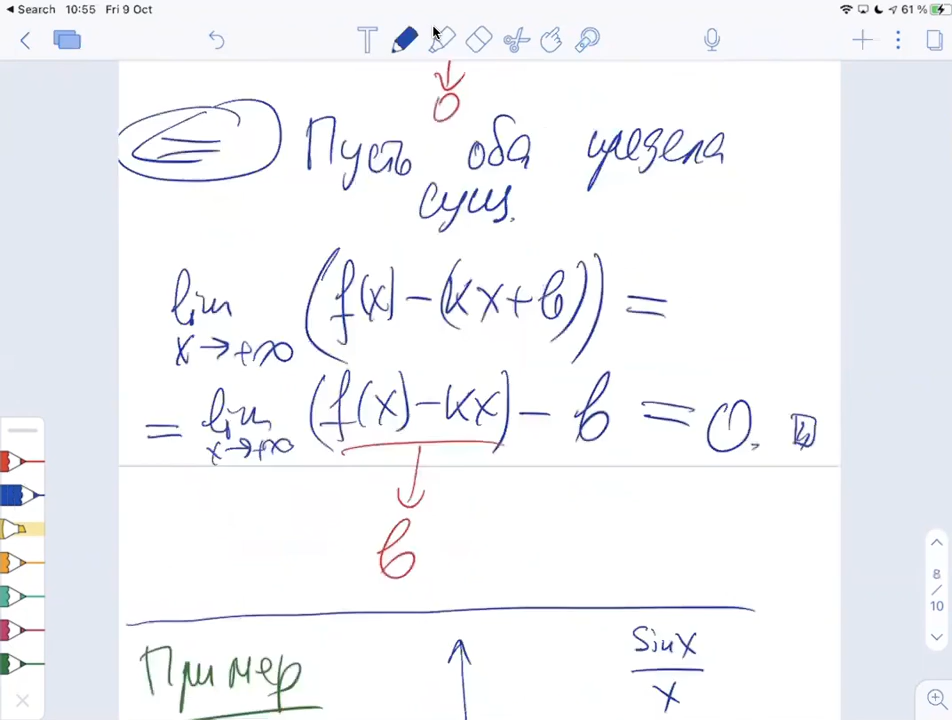 Search 10:55 Fri 9 Oct 61 %
T
0
⇐ Пусть оба предела
сущ.
lim x→+∞ (f(x) − (kx+b)) =
= lim x→+∞ (f(x) − kx) − b = 0.
b
8
/
10
Пример
sin x / x